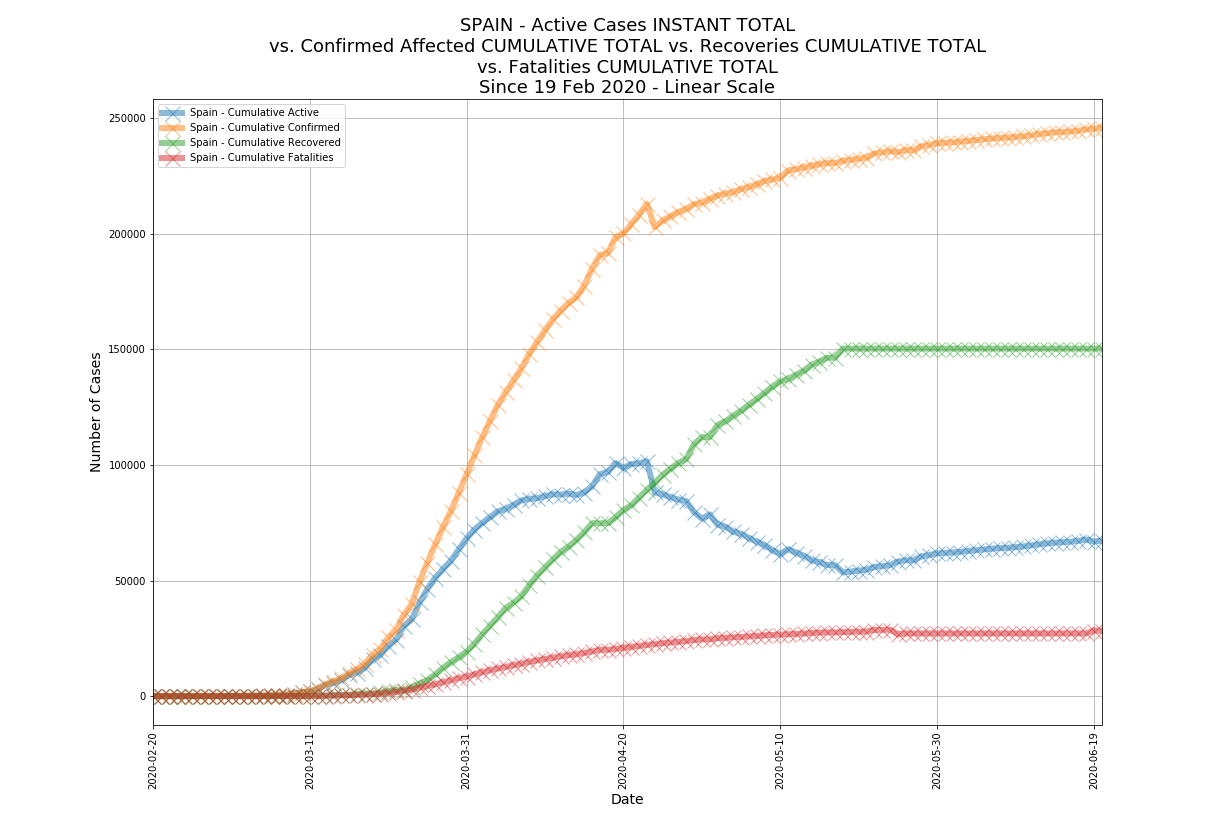 SPAIN - Active Cases INSTANT TOTAL
vs. Confirmed Affected CUMULATIVE TOTAL vs. Recoveries CUMULATIVE TOTAL
vs. Fatalities CUMULATIVE TOTAL
Since 19 Feb 2020 - Linear Scale
Spain - Cumulative Active
Spain - Cumulative Confirmed
Spain - Cumulative Recovered
Spain - Cumulative Fatalities
Number of Cases
250000
200000
150000
100000
50000
0
2020-02-20
2020-03-11
2020-03-31
2020-04-20
2020-05-10
2020-05-30
2020-06-19
Date